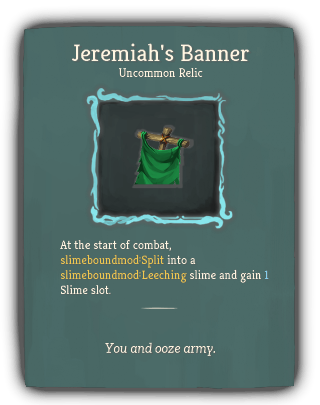 Jeremiah's Banner
Uncommon Relic
At the start of combat,
slimeboundmod:Split into a
slimeboundmod:Leeching slime and gain 1
Slime slot.
You and ooze army.